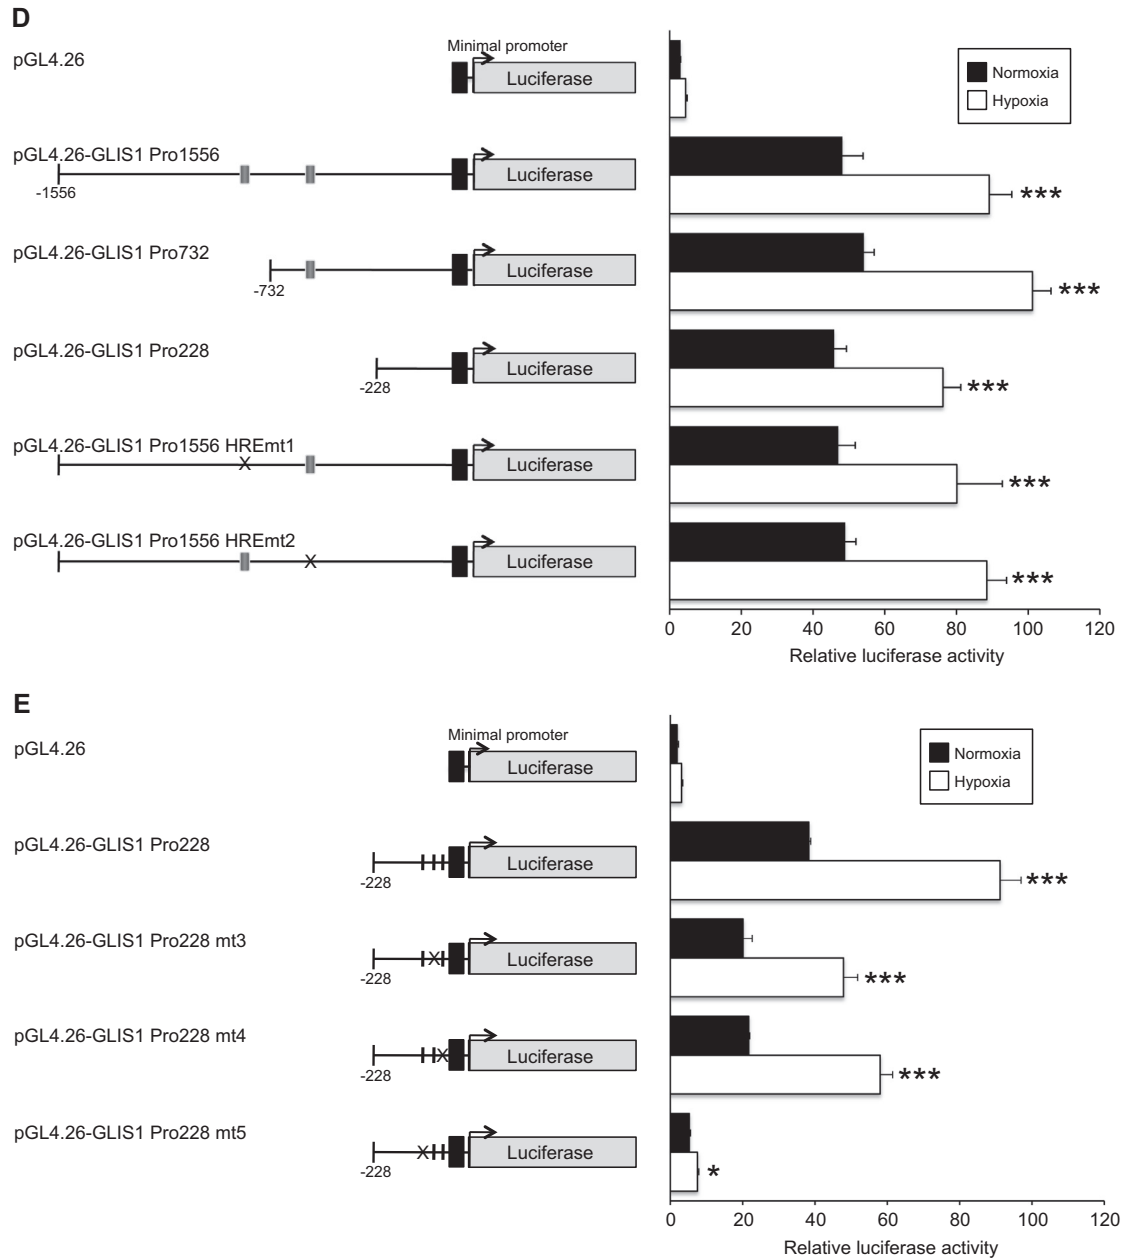 D
pGL4.26
Minimal promoter
Luciferase
Normoxia
Hypoxia
pGL4.26-GLIS1 Pro1556
-1556
Luciferase
***
pGL4.26-GLIS1 Pro732
-732
Luciferase
***
pGL4.26-GLIS1 Pro228
-228
Luciferase
***
pGL4.26-GLIS1 Pro1556 HREmt1
X
Luciferase
***
pGL4.26-GLIS1 Pro1556 HREmt2
X
Luciferase
***
0 20 40 60 80 100 120
Relative luciferase activity
E
pGL4.26
Minimal promoter
Luciferase
Normoxia
Hypoxia
pGL4.26-GLIS1 Pro228
-228
Luciferase
***
pGL4.26-GLIS1 Pro228 mt3
X
-228
Luciferase
***
pGL4.26-GLIS1 Pro228 mt4
X
-228
Luciferase
***
pGL4.26-GLIS1 Pro228 mt5
X
-228
Luciferase
*
0 20 40 60 80 100 120
Relative luciferase activity